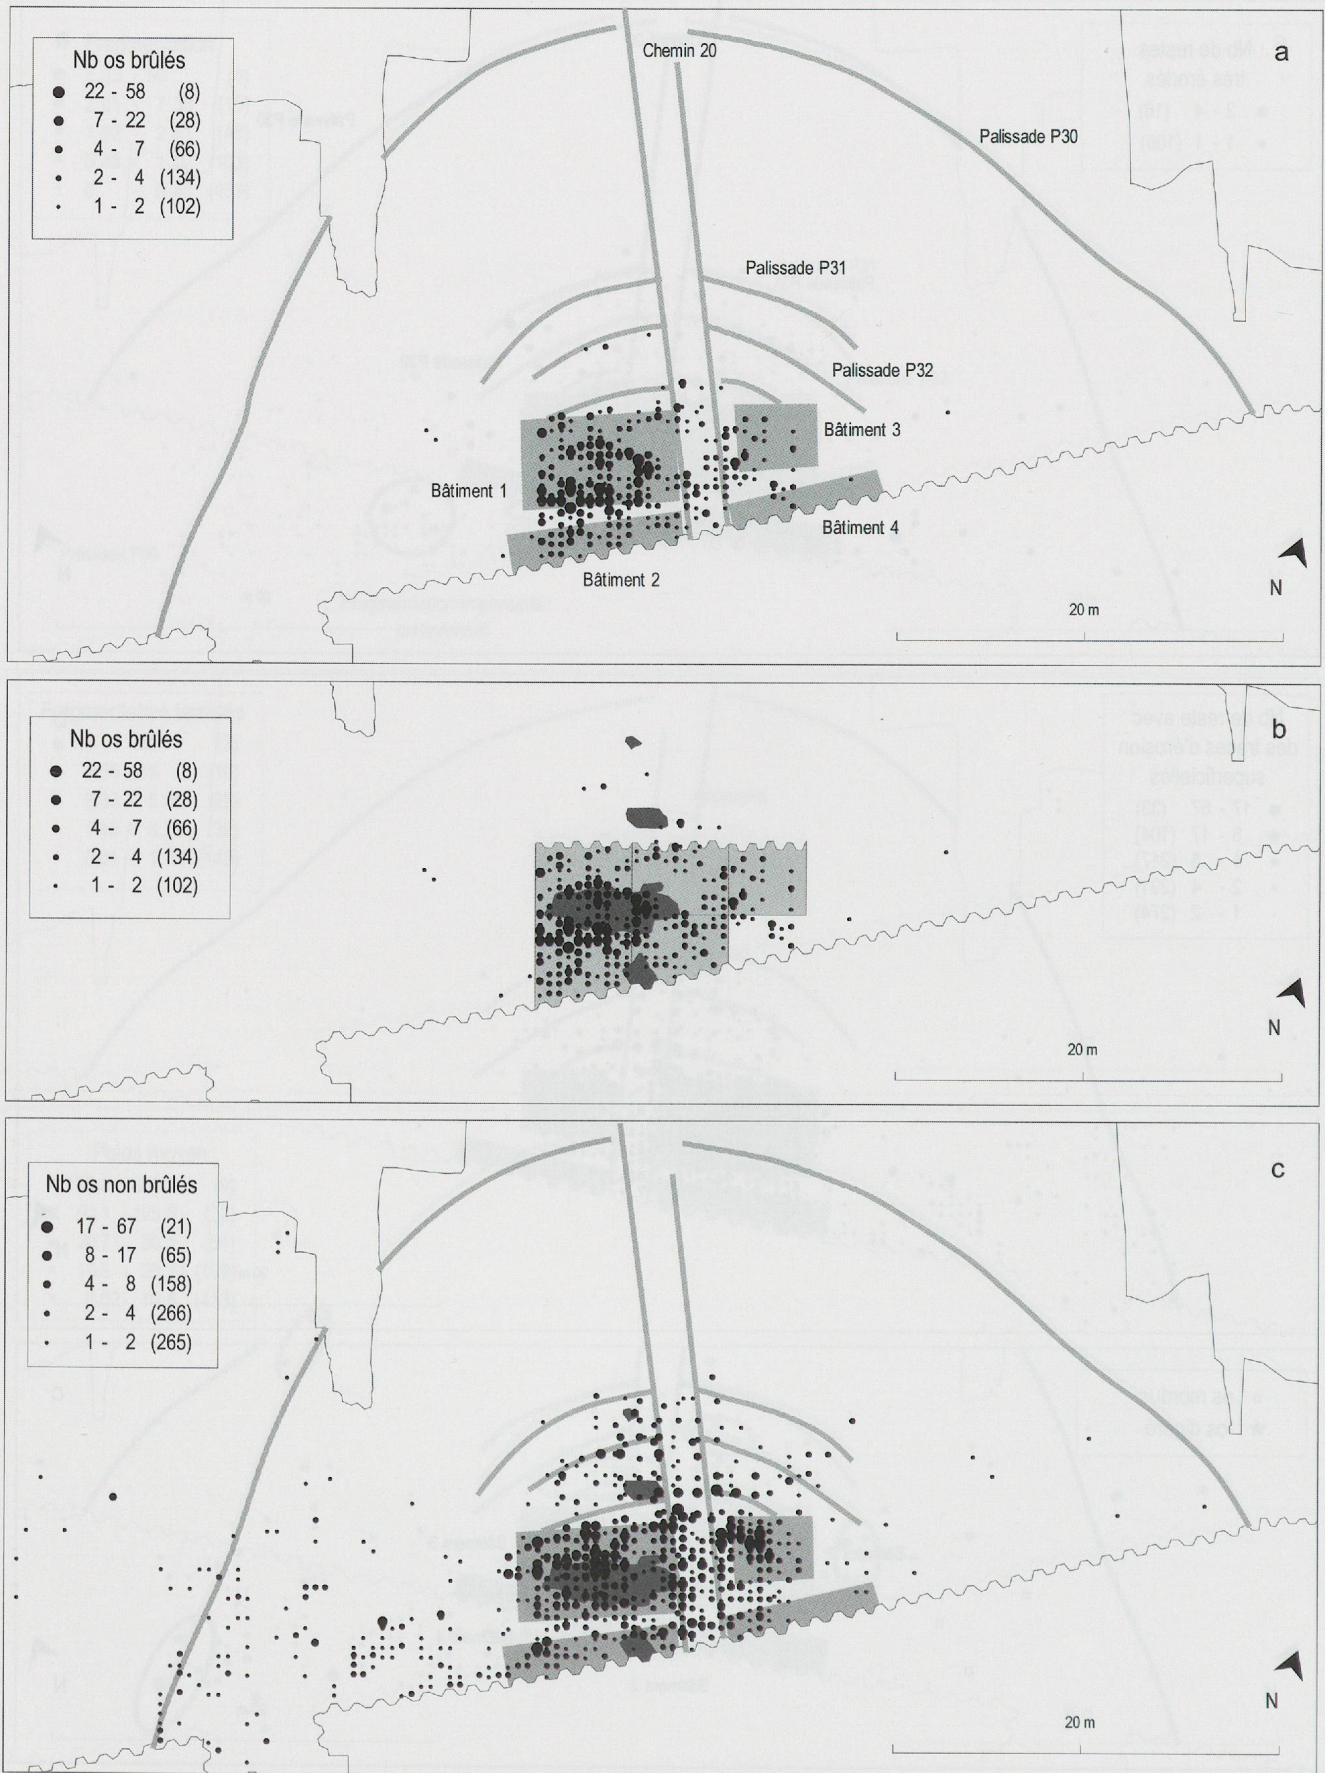 a
Nb os brûlés
22 - 58 (8)
7 - 22 (28)
4 - 7 (66)
2 - 4 (134)
1 - 2 (102)
Chemin 20
Palissade P30
Palissade P31
Palissade P32
Bâtiment 3
Bâtiment 1
Bâtiment 4
Bâtiment 2
N
20 m
b
Nb os brûlés
22 - 58 (8)
7 - 22 (28)
4 - 7 (66)
2 - 4 (134)
1 - 2 (102)
N
20 m
c
Nb os non brûlés
17 - 67 (21)
8 - 17 (65)
4 - 8 (158)
2 - 4 (266)
1 - 2 (265)
N
20 m